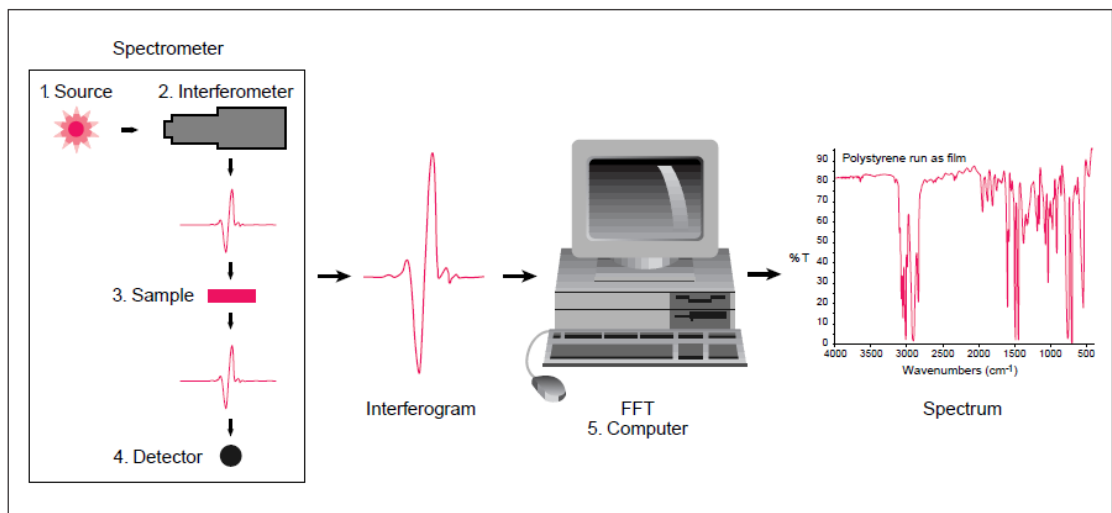 Spectrometer
1. Source
2. Interferometer
3. Sample
4. Detector
Interferogram
FFT
5. Computer
Polystyrene run as film
90
80
70
60
50
40
30
20
10
0
%T
4000 3500 3000 2500 2000 1500 1000 500
Wavenumbers (cm-1)
Spectrum